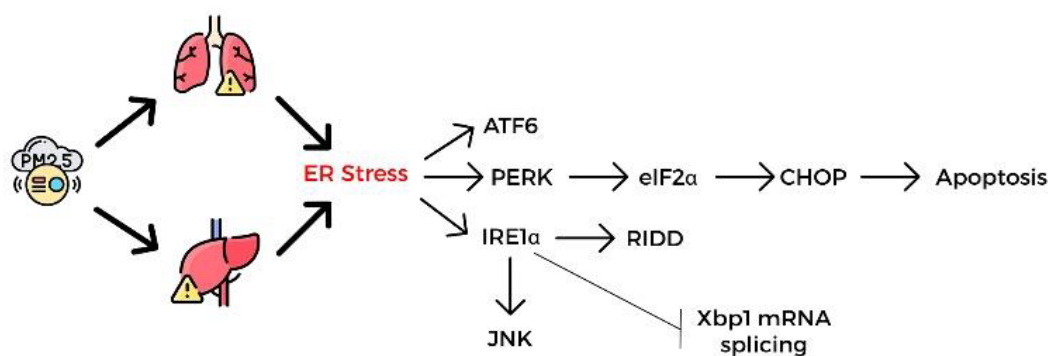 PM2.5
ER Stress
ATF6
PERK
eIF2α
CHOP
Apoptosis
IRE1α
RIDD
JNK
Xbp1 mRNA
splicing